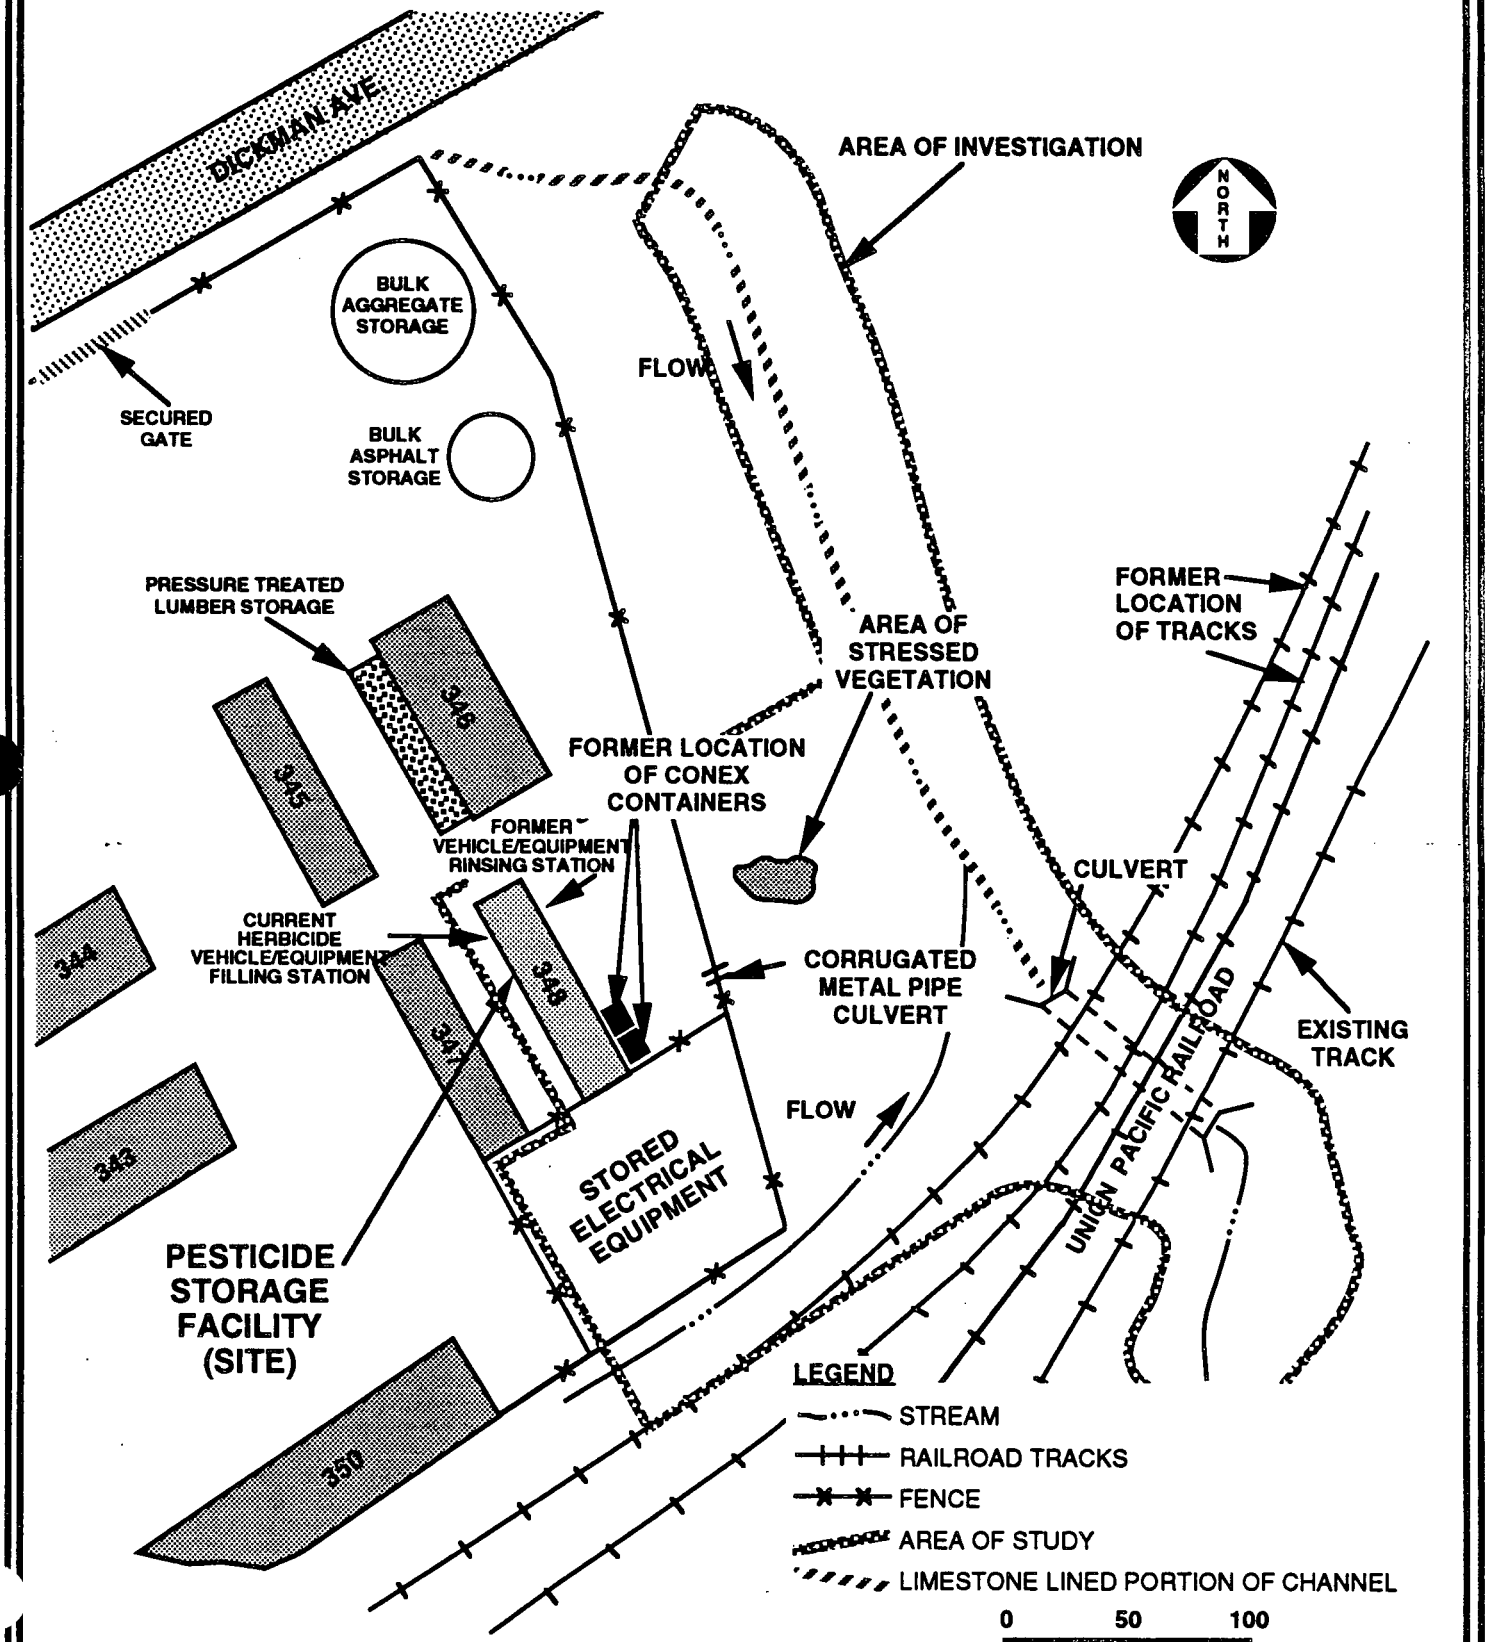 DICKMAN AVE.
AREA OF INVESTIGATION
NORTH
BULK
AGGREGATE
STORAGE
FLOW
SECURED
GATE
BULK
ASPHALT
STORAGE
PRESSURE TREATED
LUMBER STORAGE
FORMER
LOCATION
OF TRACKS
AREA OF
STRESSED
VEGETATION
346
345
FORMER LOCATION
OF CONEX
CONTAINERS
FORMER
VEHICLE/EQUIPMENT
RINSING STATION
CULVERT
CURRENT
HERBICIDE
VEHICLE/EQUIPMENT
FILLING STATION
344
348
347
CORRUGATED
METAL PIPE
CULVERT
EXISTING
TRACK
UNION PACIFIC RAILROAD
FLOW
343
STORED
ELECTRICAL
EQUIPMENT
PESTICIDE
STORAGE
FACILITY
(SITE)
350
LEGEND
STREAM
RAILROAD TRACKS
FENCE
AREA OF STUDY
LIMESTONE LINED PORTION OF CHANNEL
0 50 100